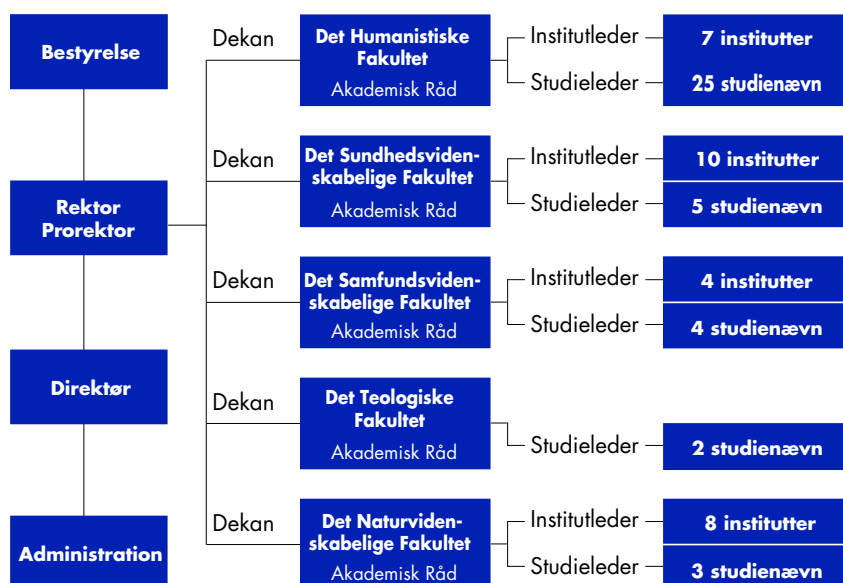 Bestyrelse
Rektor
Prorektor
Direktør
Administration
Dekan
Det Humanistiske
Fakultet
Akademisk Råd
Institutleder
7 institutter
Studieleder
25 studienævn
Dekan
Det Sundhedsviden-
skabelige Fakultet
Akademisk Råd
Institutleder
10 institutter
Studieleder
5 studienævn
Dekan
Det Samfundsviden-
skabelige Fakultet
Akademisk Råd
Institutleder
4 institutter
Studieleder
4 studienævn
Dekan
Det Teologiske
Fakultet
Akademisk Råd
Studieleder
2 studienævn
Dekan
Det Naturviden-
skabelige Fakultet
Akademisk Råd
Institutleder
8 institutter
Studieleder
3 studienævn